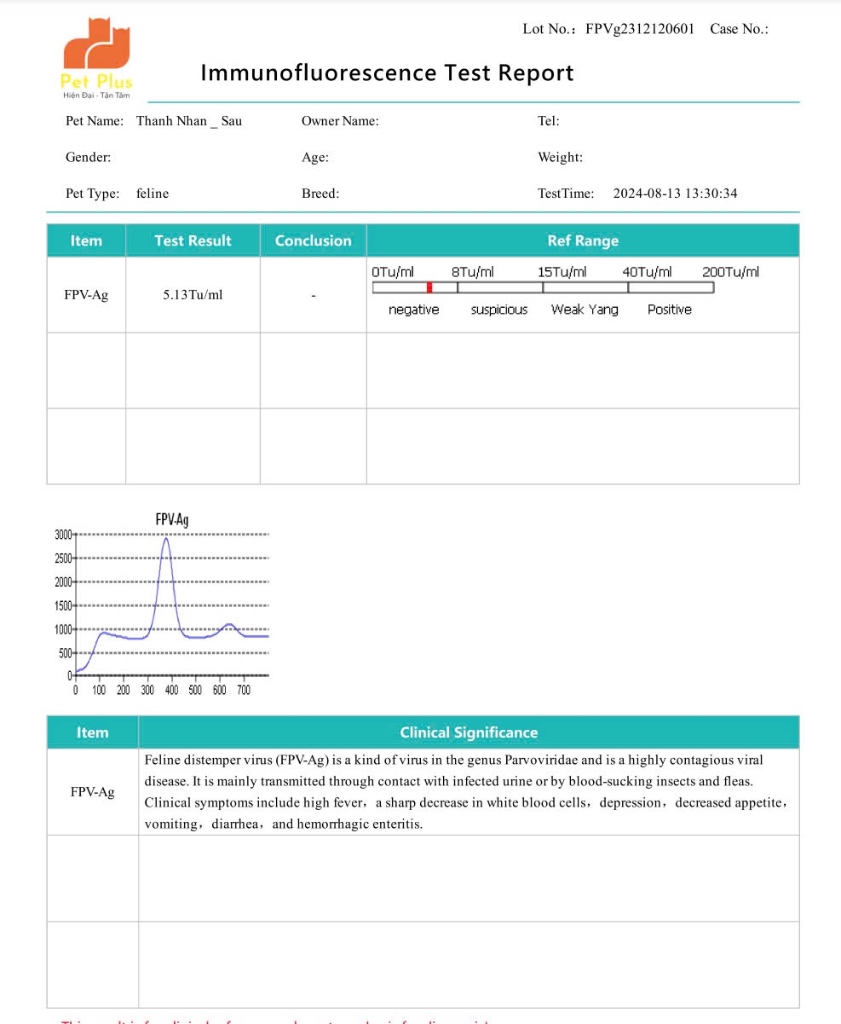 Lot No.: FPVg2312120601 Case No.:
Pet Plus
Hiện Đại - Tận Tâm
Immunofluorescence Test Report
Pet Name: Thanh Nhan _ Sau Owner Name: Tel:
Gender: Age: Weight:
Pet Type: feline Breed: TestTime: 2024-08-13 13:30:34
Item Test Result Conclusion Ref Range
0Tu/ml 8Tu/ml 15Tu/ml 40Tu/ml 200Tu/ml
FPV-Ag 5.13Tu/ml -
negative suspicious Weak Yang Positive
FPV-Ag
3000
2500
2000
1500
1000
500
0
0 100 200 300 400 500 600 700
Item Clinical Significance
FPV-Ag
Feline distemper virus (FPV-Ag) is a kind of virus in the genus Parvoviridae and is a highly contagious viral
disease. It is mainly transmitted through contact with infected urine or by blood-sucking insects and fleas.
Clinical symptoms include high fever, a sharp decrease in white blood cells, depression, decreased appetite,
vomiting, diarrhea, and hemorrhagic enteritis.